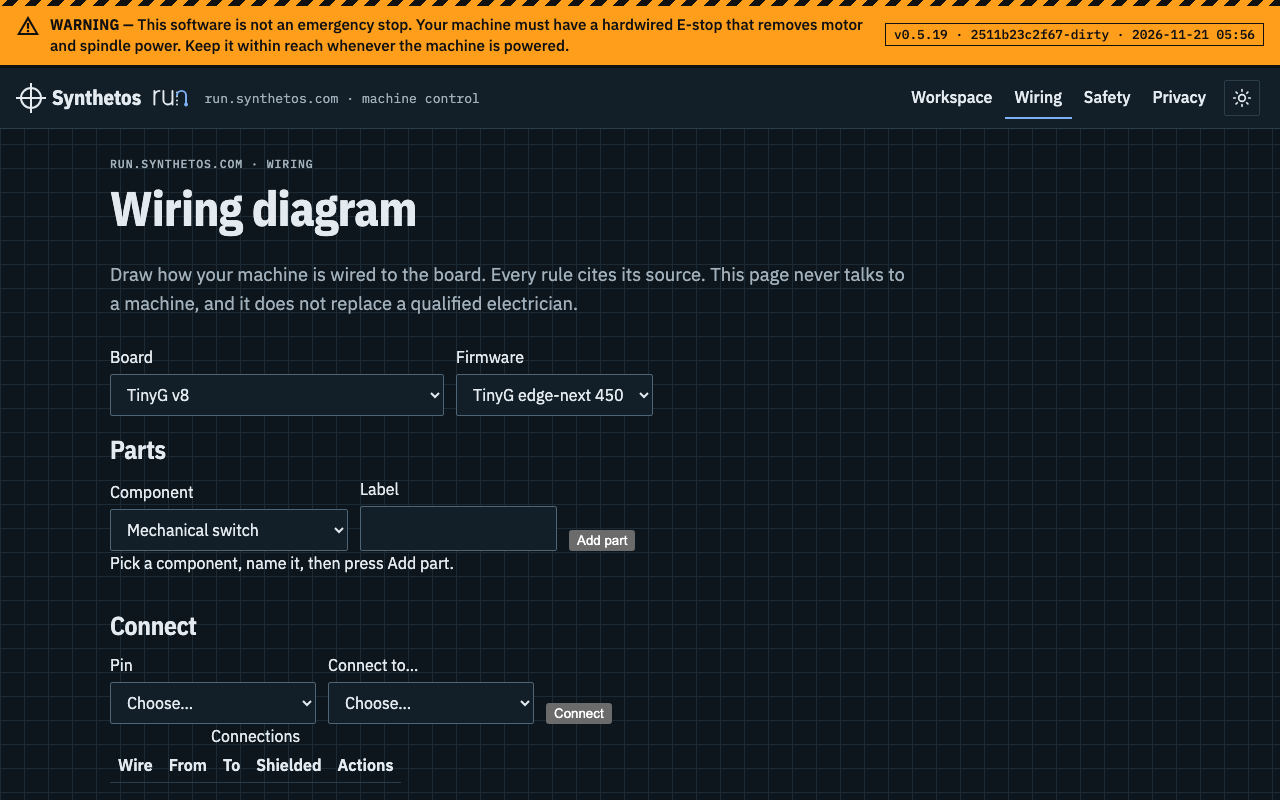 WARNING — This software is not an emergency stop. Your machine must have a hardwired E-stop that removes motor
and spindle power. Keep it within reach whenever the machine is powered.
v0.5.19 · 2511b23c2f67-dirty · 2026-11-21 05:56
Synthetos run run.synthetos.com · machine control
Workspace Wiring Safety Privacy
RUN.SYNTHETOS.COM · WIRING
Wiring diagram
Draw how your machine is wired to the board. Every rule cites its source. This page never talks to
a machine, and it does not replace a qualified electrician.
Board Firmware
TinyG v8 TinyG edge-next 450
Parts
Component Label
Mechanical switch Add part
Pick a component, name it, then press Add part.
Connect
Pin Connect to...
Choose... Choose... Connect
Connections
Wire From To Shielded Actions